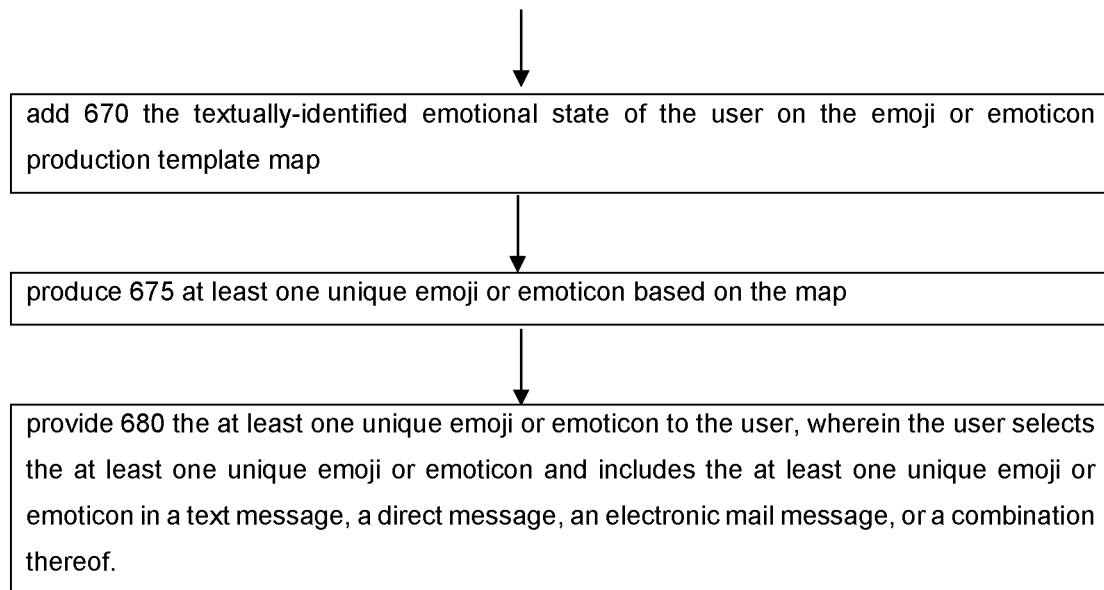 add 670 the textually-identified emotional state of the user on the emoji or emoticon
production template map
produce 675 at least one unique emoji or emoticon based on the map
provide 680 the at least one unique emoji or emoticon to the user, wherein the user selects
the at least one unique emoji or emoticon and includes the at least one unique emoji or
emoticon in a text message, a direct message, an electronic mail message, or a combination
thereof.